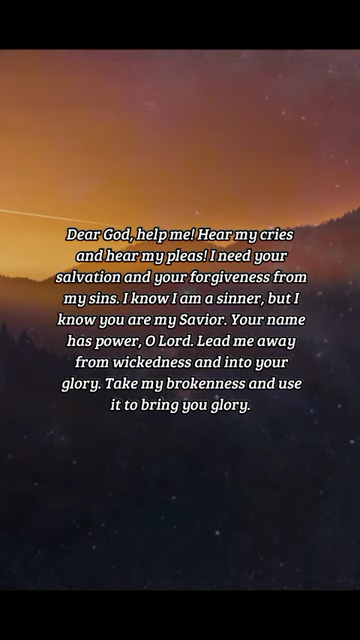 Dear God, help me! Hear my cries
and hear my pleas! I need your
salvation and your forgiveness from
my sins. I know I am a sinner, but I
know you are my Savior. Your name
has power, O Lord. Lead me away
from wickedness and into your
glory. Take my brokenness and use
it to bring you glory.